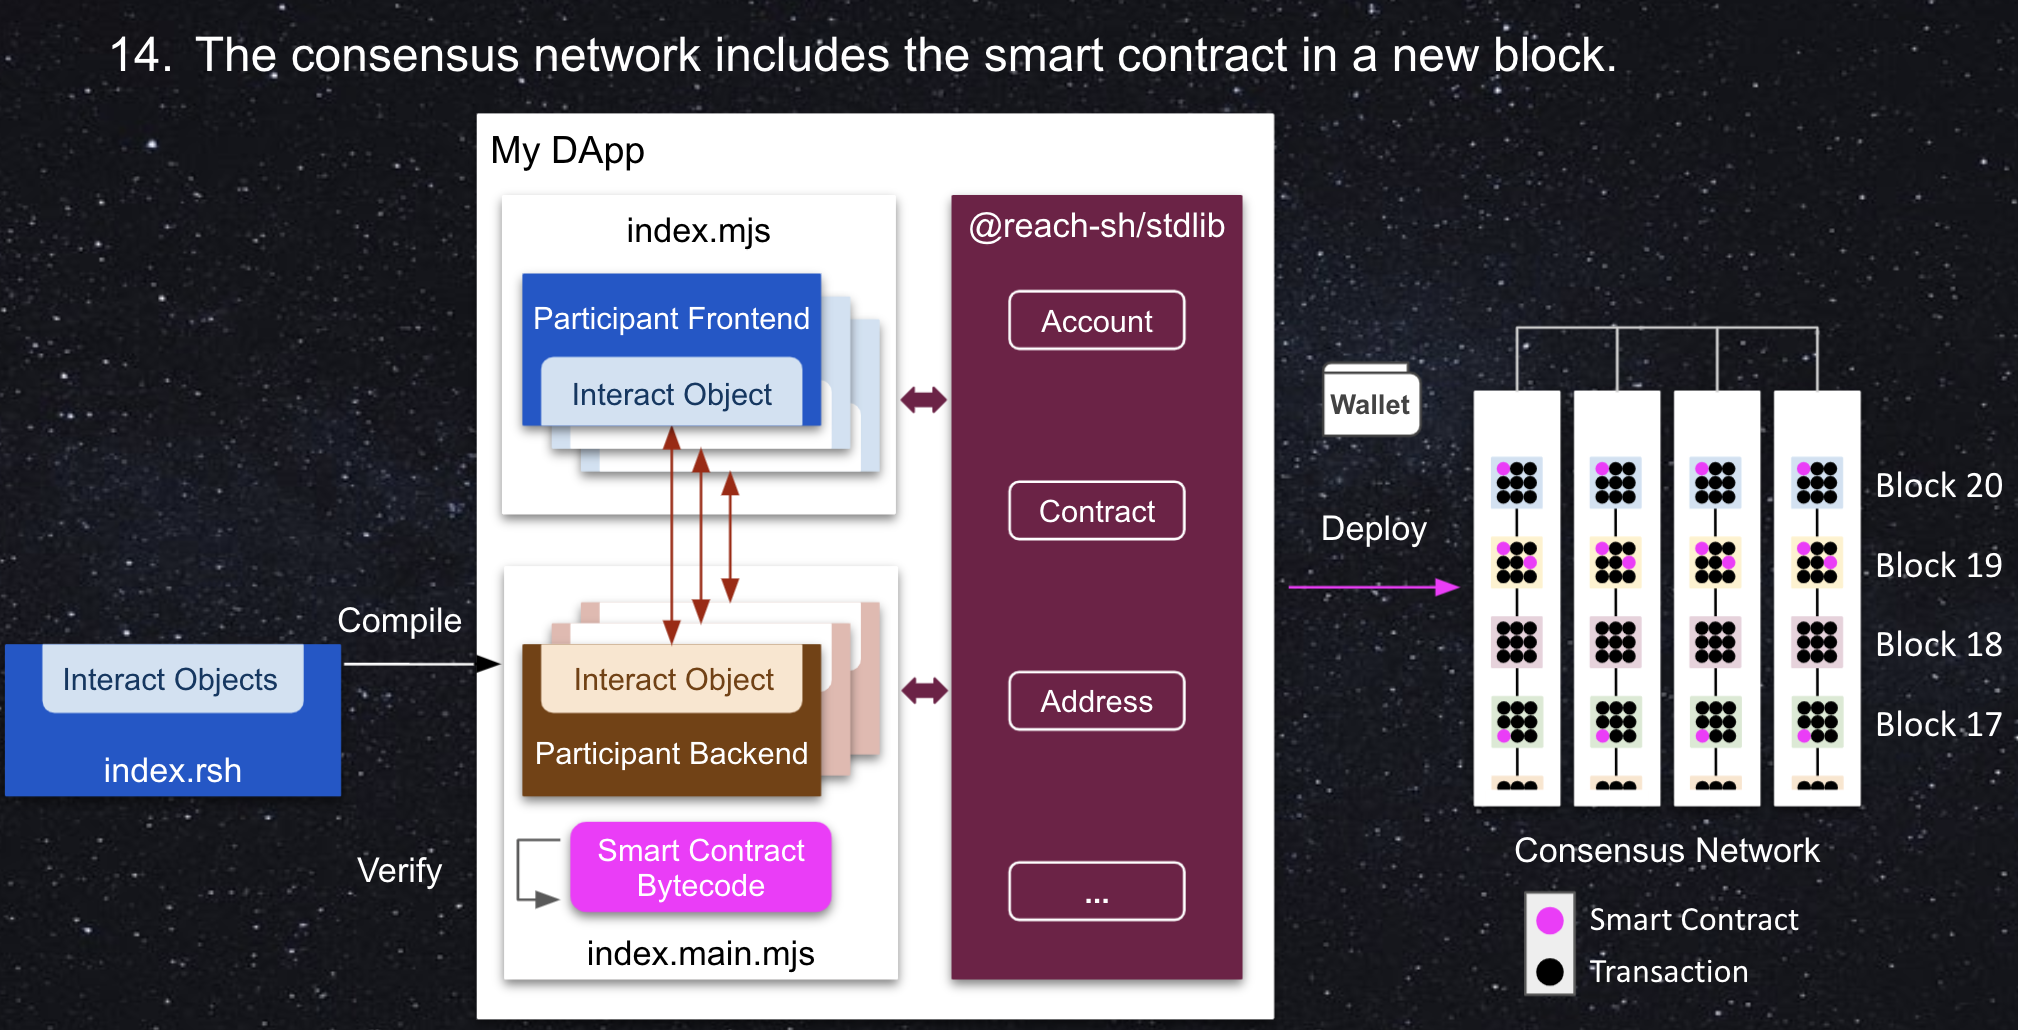 14. The consensus network includes the smart contract in a new block.
My DApp
index.mjs
Participant Frontend
Interact Object
@reach-sh/stdlib
Account
Contract
Address
...
Compile
Interact Objects
index.rsh
Verify
Interact Object
Participant Backend
Smart Contract
Bytecode
index.main.mjs
Wallet
Deploy
Block 20
Block 19
Block 18
Block 17
Consensus Network
Smart Contract
Transaction